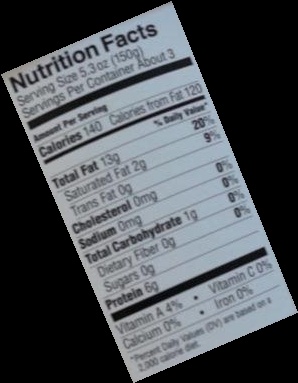 Nutrition Facts
Serving Size 5.3 oz (150g)
Servings Per Container About 3
Amount Per Serving
Calories 140 Calories from Fat 120
% Daily Value*
Total Fat 13g 20%
Saturated Fat 2g 9%
Trans Fat 0g
Cholesterol 0mg 0%
Sodium 0mg 0%
Total Carbohydrate 1g 0%
Dietary Fiber 0g 0%
Sugars 0g
Protein 6g
Vitamin A 4% • Vitamin C 0%
Calcium 0% • Iron 0%
*Percent Daily Values (DV) are based on a
2,000 calorie diet.